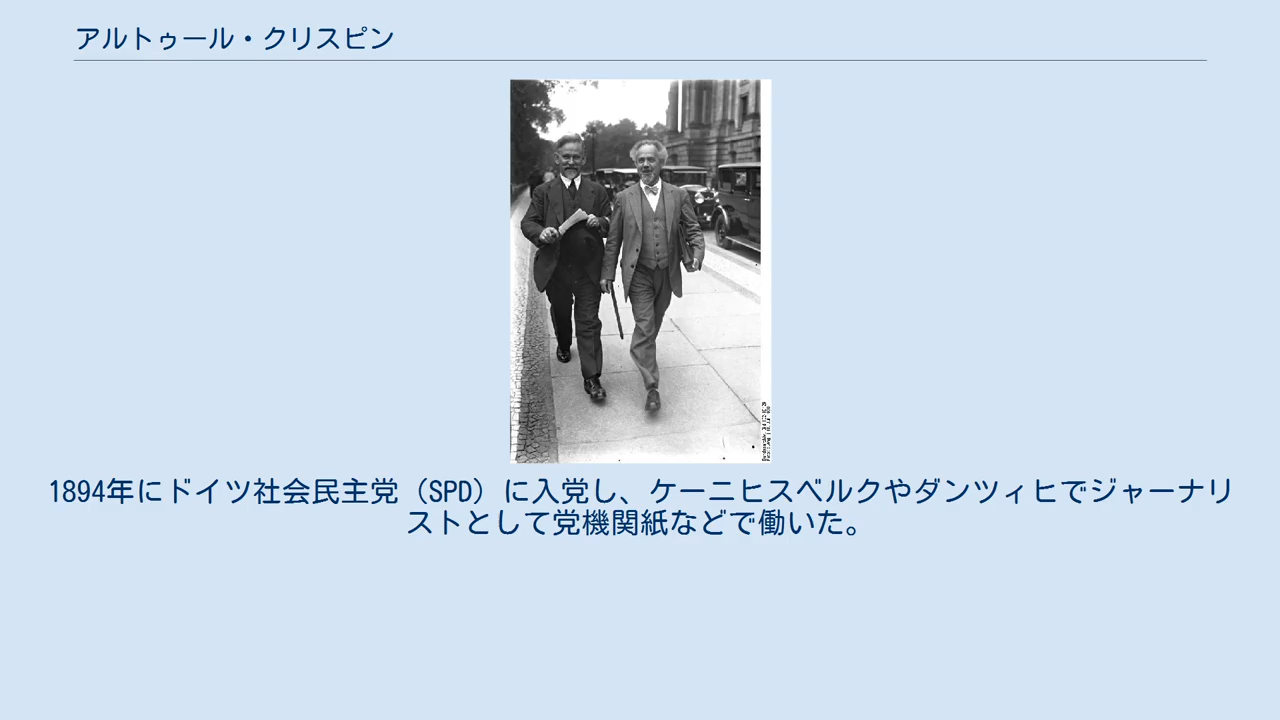 アルトゥール・クリスピン
1894年にドイツ社会民主党（SPD）に入党し、ケーニヒスベルクやダンツィヒでジャーナリ
ストとして党機関紙などで働いた。